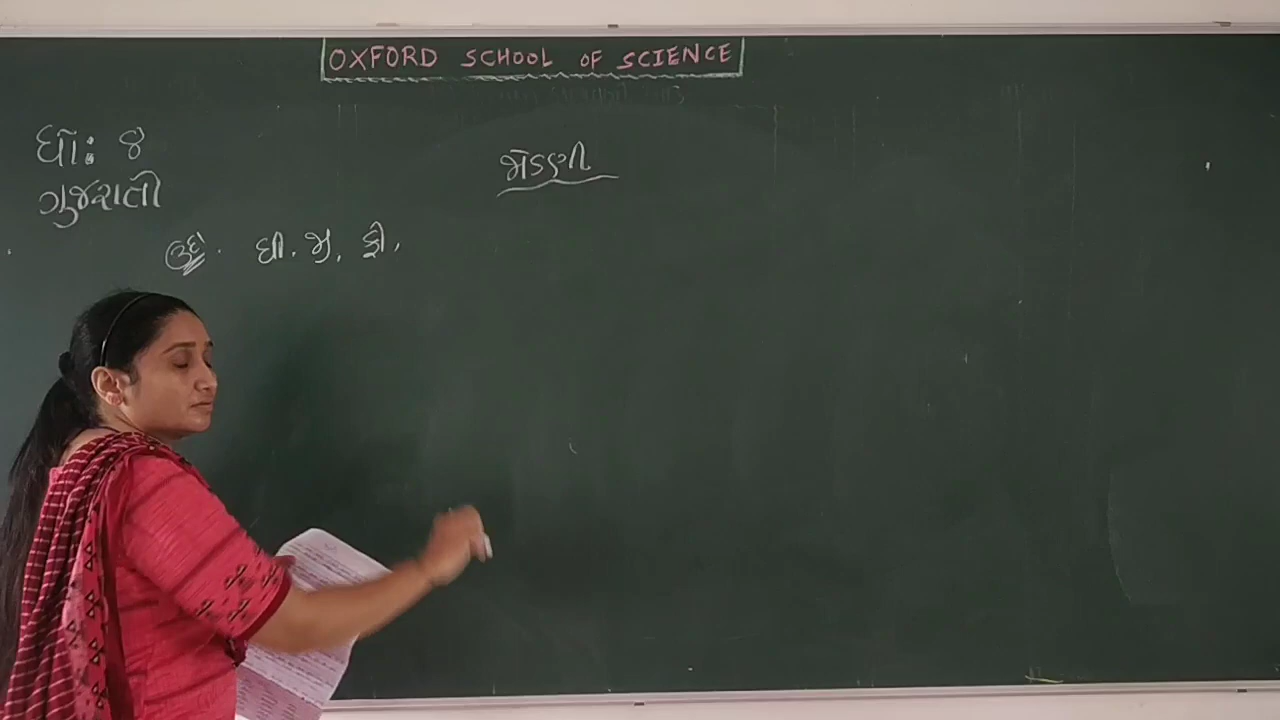 OXFORD SCHOOL OF SCIENCE
ધો: ૪
ગુજરાતી
જોડણી
ઉદા. ઘી. જી. ફી,